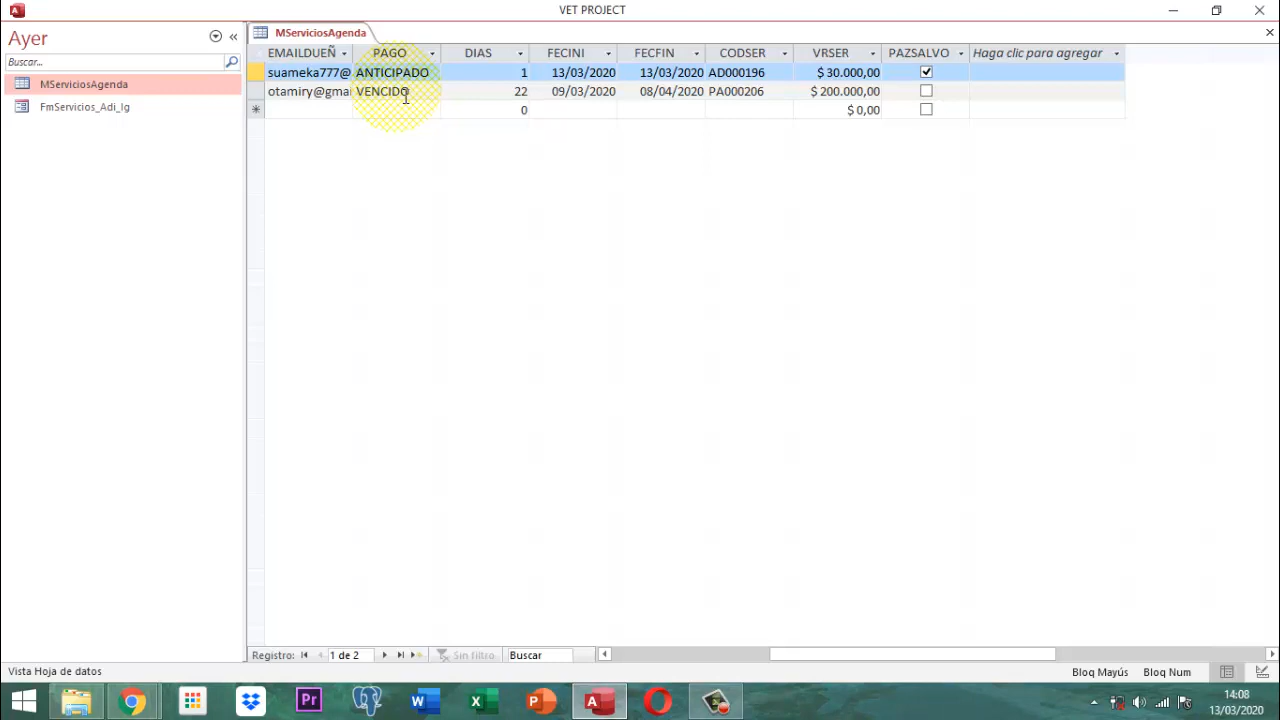 VET PROJECT
Ayer
Buscar...
MServiciosAgenda
FmServicios_Adi_Ig
MServiciosAgenda
EMAILDUEÑ PAGO DIAS FECINI FECFIN CODSER VRSER PAZSALVO Haga clic para agregar
suameka777@ ANTICIPADO 1 13/03/2020 13/03/2020 AD000196 $ 30.000,00
otamiry@gmai VENCIDO 22 09/03/2020 08/04/2020 PA000206 $ 200.000,00
0 $ 0,00
Registro: 1 de 2 Sin filtro Buscar
Vista Hoja de datos Bloq Mayús Bloq Num
14:08
13/03/2020